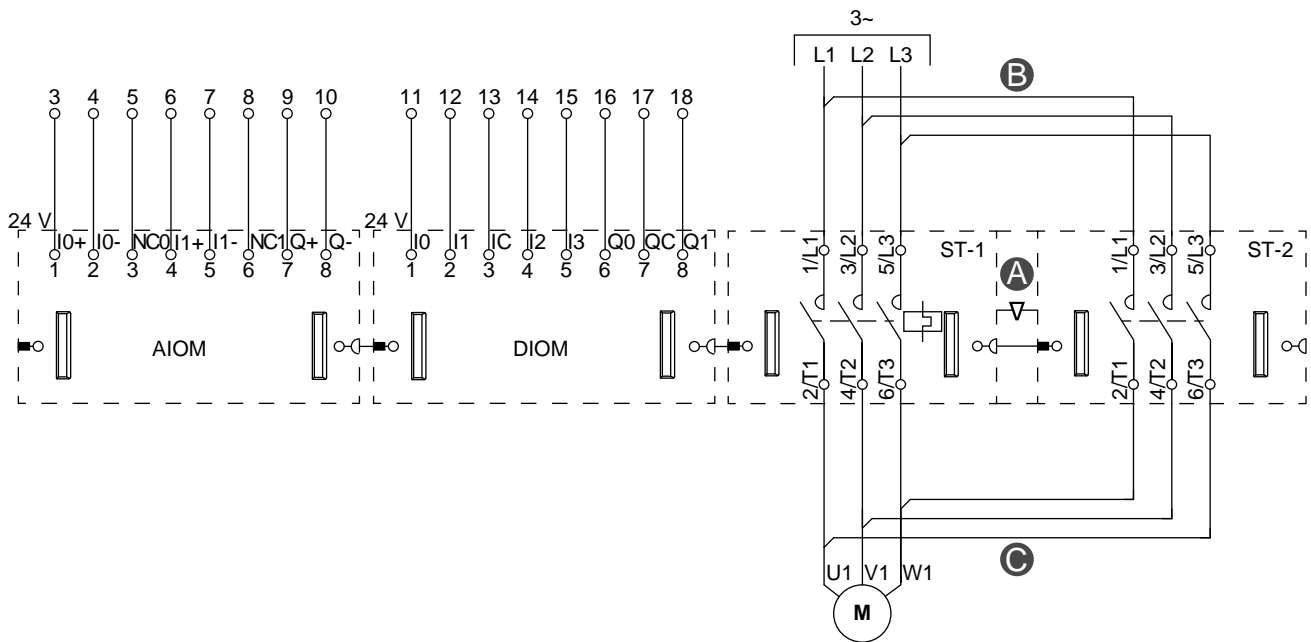 3~
L1 L2 L3
B
3 4 5 6 7 8 9 10 11 12 13 14 15 16 17 18
24 V 24 V
I0+ I0- NC0 I1+ I1- NC1 Q+ Q- I0 I1 IC I2 I3 Q0 QC Q1
1/L1 3/L2 5/L3 ST-1 1/L1 3/L2 5/L3 ST-2
1 2 3 4 5 6 7 8 1 2 3 4 5 6 7 8
A
AIOM DIOM
2/T1 4/T2 6/T3 2/T1 4/T2 6/T3
C
U1 V1 W1
M